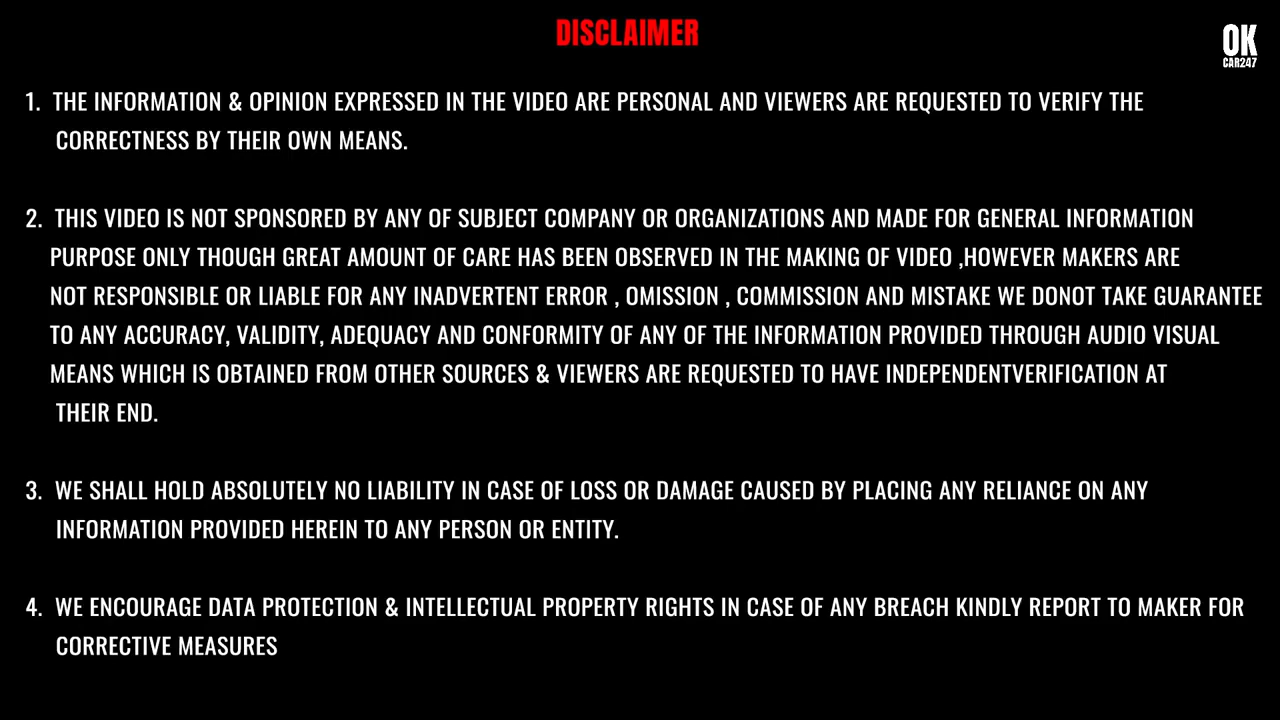 DISCLAIMER
OK
CAR247
1. THE INFORMATION & OPINION EXPRESSED IN THE VIDEO ARE PERSONAL AND VIEWERS ARE REQUESTED TO VERIFY THE
CORRECTNESS BY THEIR OWN MEANS.
2. THIS VIDEO IS NOT SPONSORED BY ANY OF SUBJECT COMPANY OR ORGANIZATIONS AND MADE FOR GENERAL INFORMATION
PURPOSE ONLY THOUGH GREAT AMOUNT OF CARE HAS BEEN OBSERVED IN THE MAKING OF VIDEO ,HOWEVER MAKERS ARE
NOT RESPONSIBLE OR LIABLE FOR ANY INADVERTENT ERROR , OMISSION , COMMISSION AND MISTAKE WE DONOT TAKE GUARANTEE
TO ANY ACCURACY, VALIDITY, ADEQUACY AND CONFORMITY OF ANY OF THE INFORMATION PROVIDED THROUGH AUDIO VISUAL
MEANS WHICH IS OBTAINED FROM OTHER SOURCES & VIEWERS ARE REQUESTED TO HAVE INDEPENDENTVERIFICATION AT
THEIR END.
3. WE SHALL HOLD ABSOLUTELY NO LIABILITY IN CASE OF LOSS OR DAMAGE CAUSED BY PLACING ANY RELIANCE ON ANY
INFORMATION PROVIDED HEREIN TO ANY PERSON OR ENTITY.
4. WE ENCOURAGE DATA PROTECTION & INTELLECTUAL PROPERTY RIGHTS IN CASE OF ANY BREACH KINDLY REPORT TO MAKER FOR
CORRECTIVE MEASURES